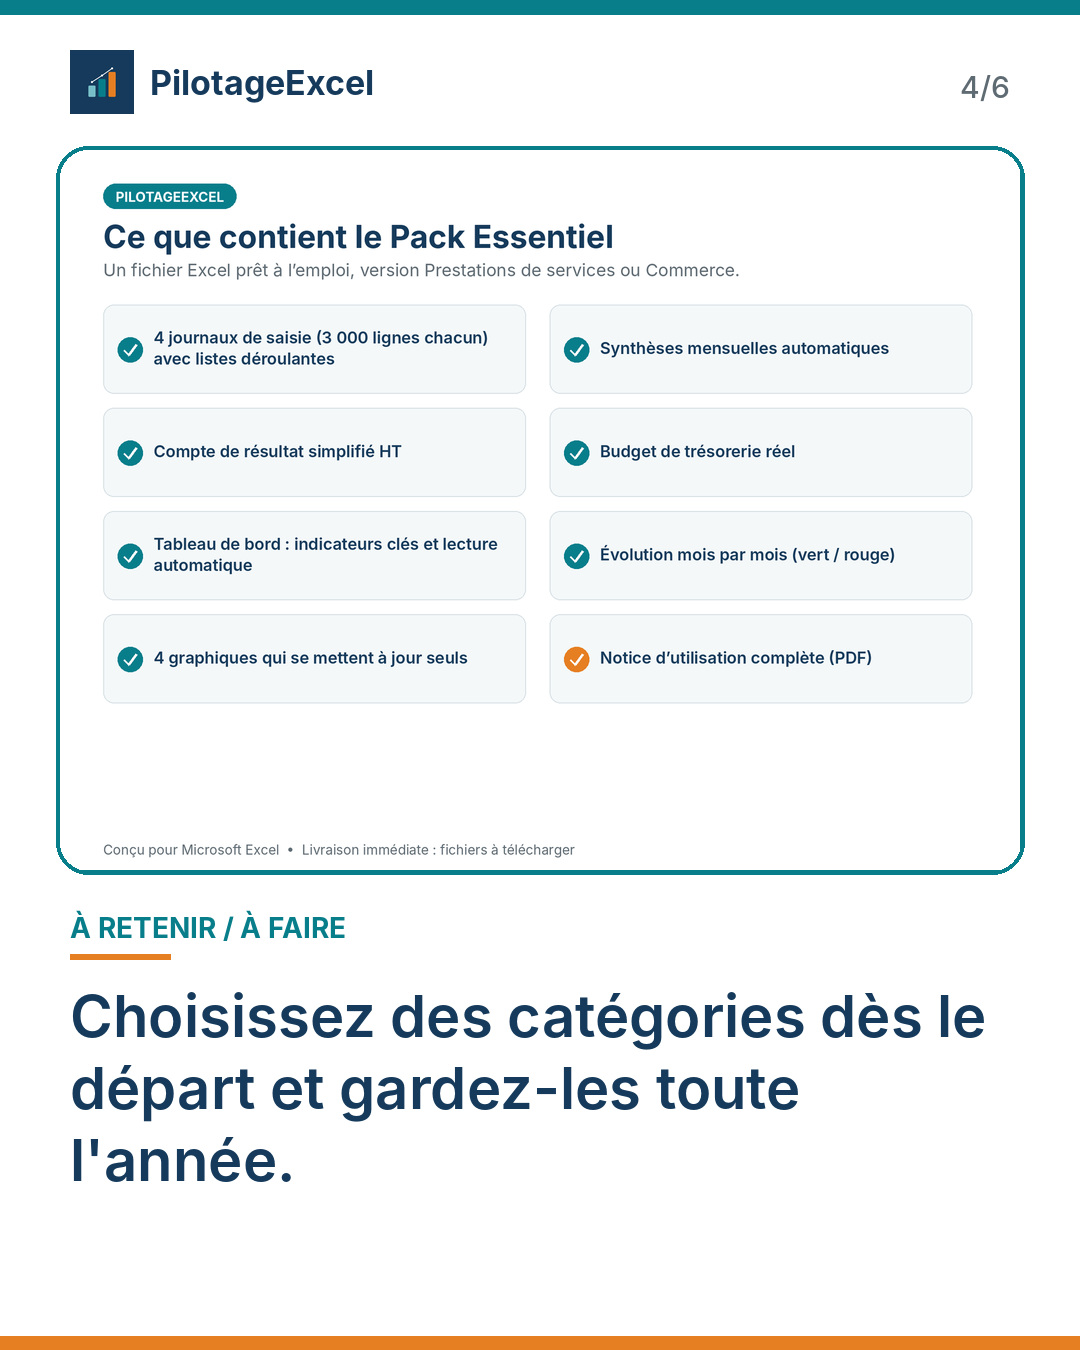 PilotageExcel
4/6
PILOTAGEEXCEL
Ce que contient le Pack Essentiel
Un fichier Excel prêt à l’emploi, version Prestations de services ou Commerce.
4 journaux de saisie (3 000 lignes chacun)
avec listes déroulantes
Synthèses mensuelles automatiques
Compte de résultat simplifié HT
Budget de trésorerie réel
Tableau de bord : indicateurs clés et lecture
automatique
Évolution mois par mois (vert / rouge)
4 graphiques qui se mettent à jour seuls
Notice d’utilisation complète (PDF)
Conçu pour Microsoft Excel • Livraison immédiate : fichiers à télécharger
À RETENIR / À FAIRE
Choisissez des catégories dès le
départ et gardez-les toute
l'année.